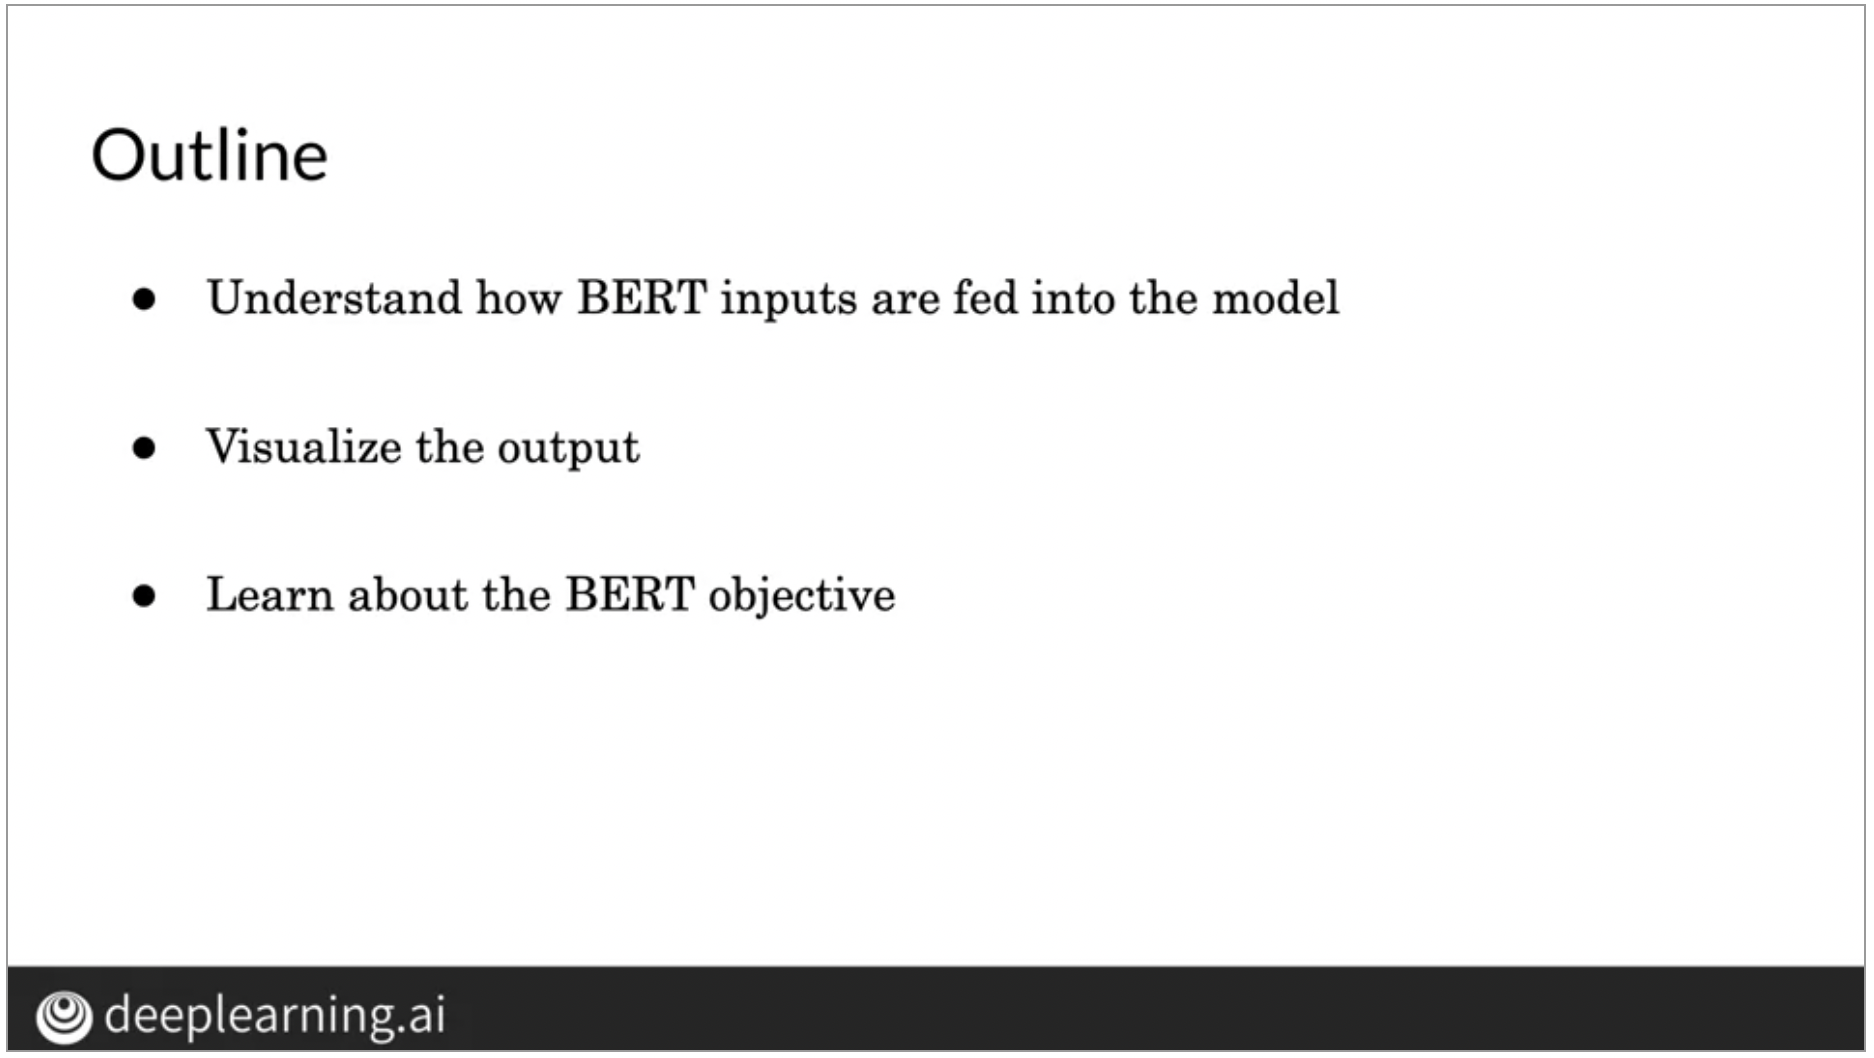 Outline
● Understand how BERT inputs are fed into the model
● Visualize the output
● Learn about the BERT objective
deeplearning.ai